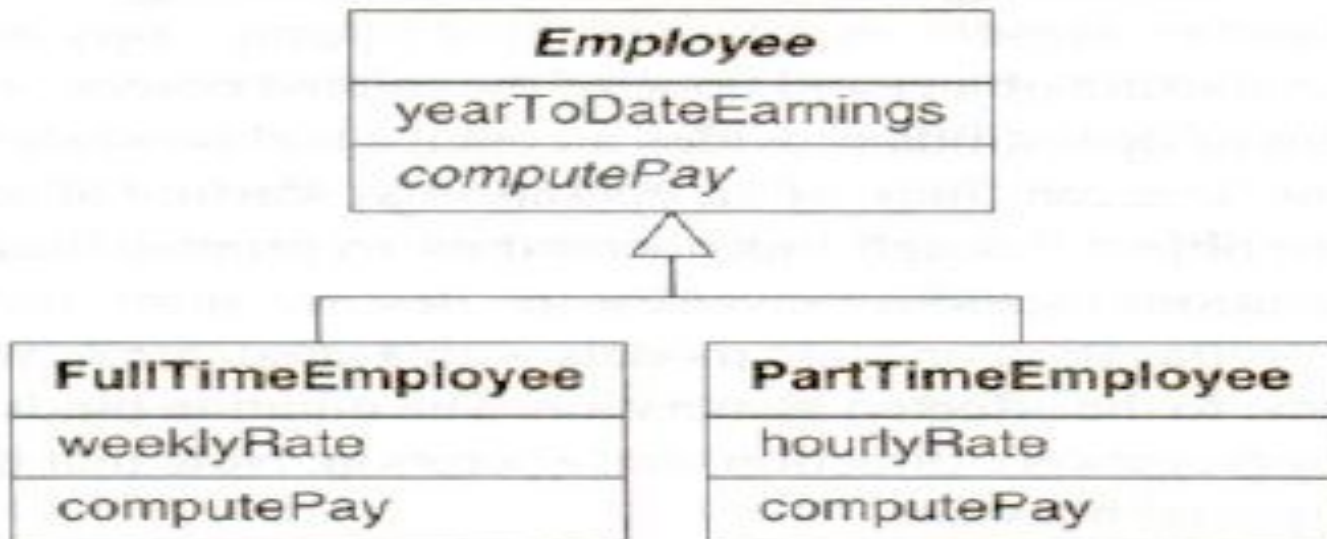 Employee
yearToDateEarnings
computePay
FullTimeEmployee
weeklyRate
computePay
PartTimeEmployee
hourlyRate
computePay